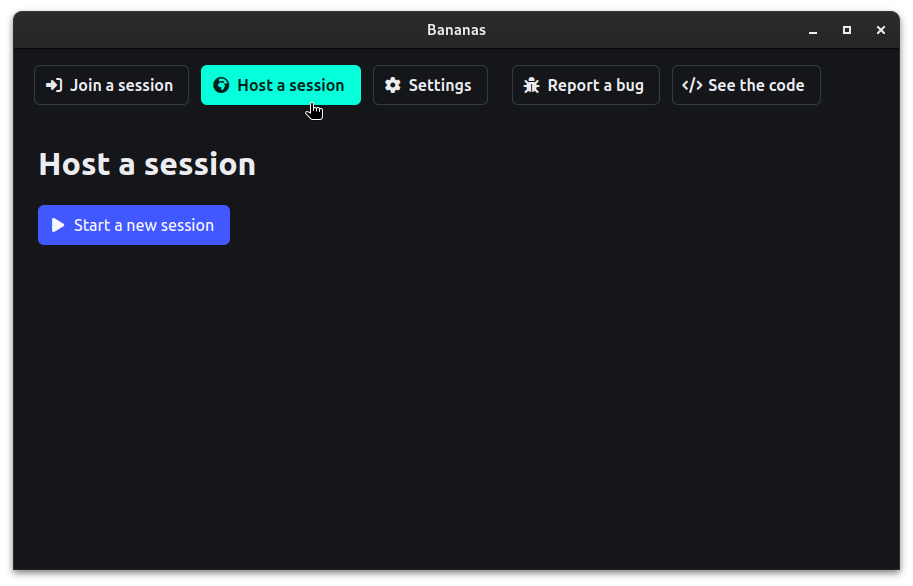 Bananas
Join a session
Host a session
Settings
Report a bug
</> See the code
Host a session
Start a new session